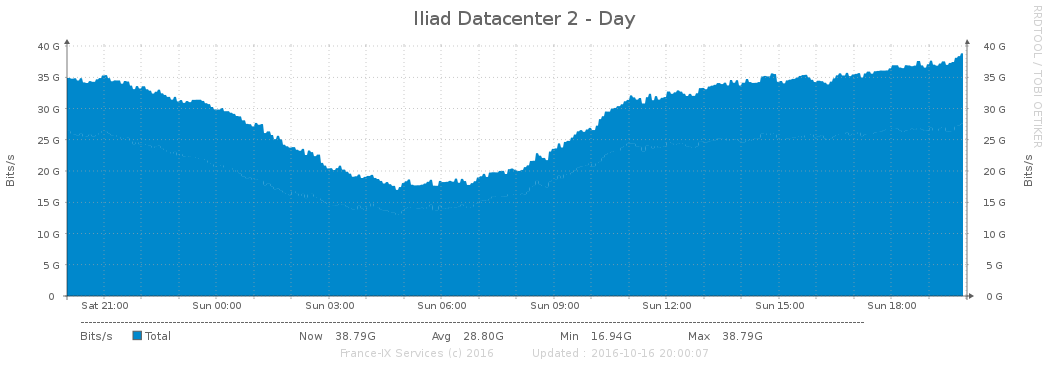 Iliad Datacenter 2 - Day
RRDTOOL / TOBI OETIKER
40 G 40 G
35 G 35 G
30 G 30 G
25 G 25 G
20 G 20 G
15 G 15 G
10 G 10 G
5 G 5 G
0 0 G
Bits/s
Bits/s
Sat 21:00 Sun 00:00 Sun 03:00 Sun 06:00 Sun 09:00 Sun 12:00 Sun 15:00 Sun 18:00
Bits/s Total Now 38.79G Avg 28.80G Min 16.94G Max 38.79G
France-IX Services (c) 2016 Updated : 2016-10-16 20:00:07